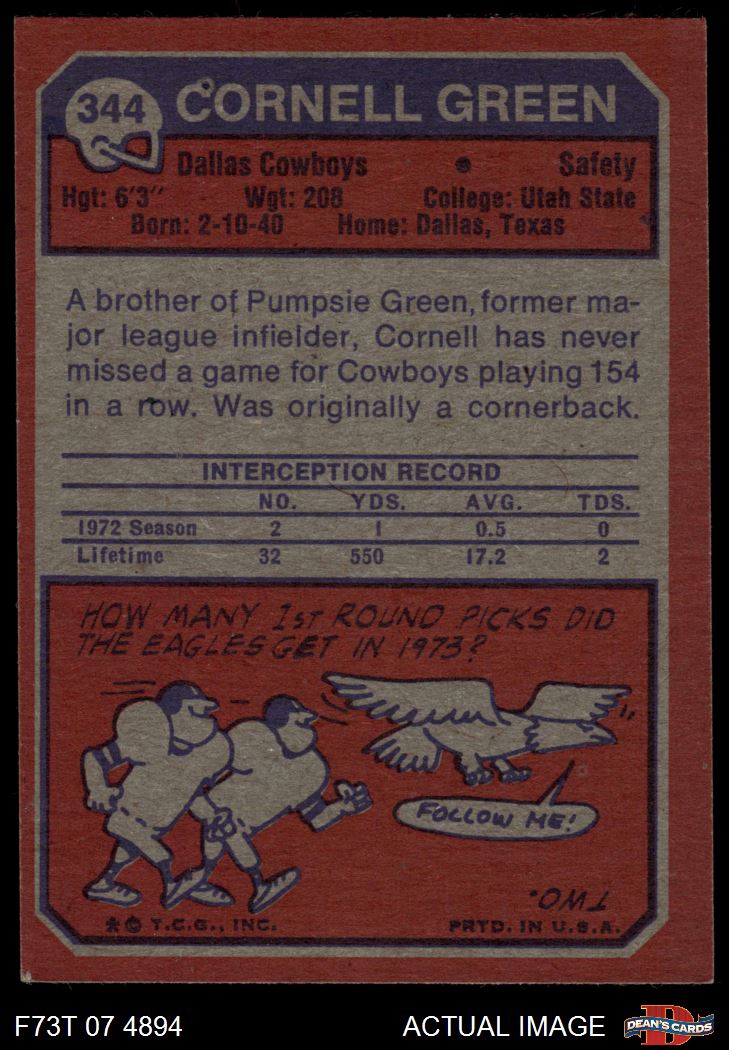 344 CORNELL GREEN
Dallas Cowboys • Safety
Hgt: 6'3" Wgt: 208 College: Utah State
Born: 2-10-40 Home: Dallas, Texas
A brother of Pumpsie Green, former ma-
jor league infielder, Cornell has never
missed a game for Cowboys playing 154
in a row. Was originally a cornerback.
INTERCEPTION RECORD
NO. YDS. AVG. TDS.
1972 Season 2 1 0.5 0
Lifetime 32 550 17.2 2
HOW MANY 1ST ROUND PICKS DID
THE EAGLES GET IN 1973?
FOLLOW ME!
TWO.
* © T.C.G., INC. PRTD. IN U.S.A.
F73T 07 4894 ACTUAL IMAGE DEAN'S CARDS